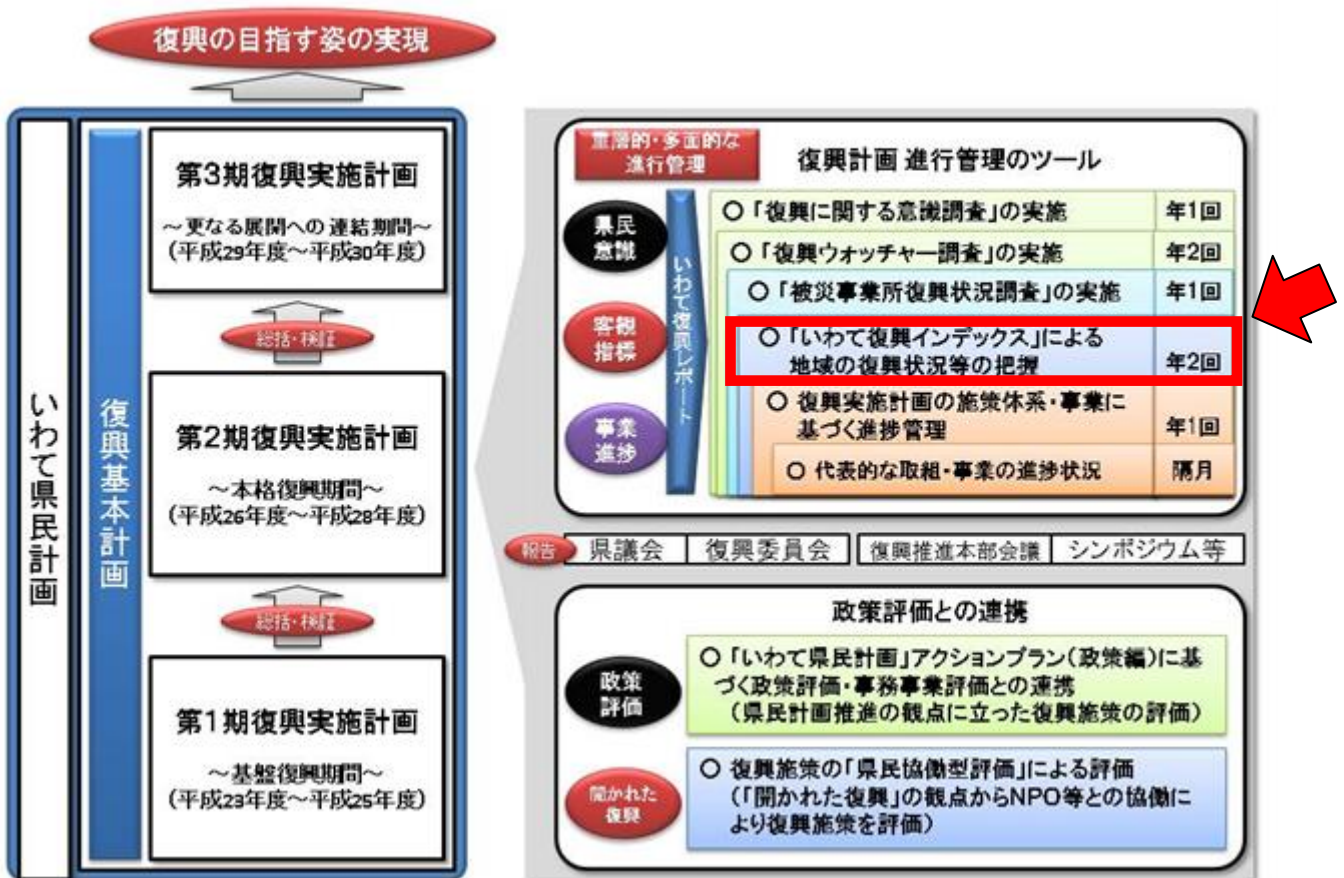 復興の目指す姿の実現
いわて県民計画
復興基本計画
第3期復興実施計画
～更なる展開への連結期間～
（平成29年度～平成30年度）
総括・検証
第2期復興実施計画
～本格復興期間～
（平成26年度～平成28年度）
総括・検証
第1期復興実施計画
～基盤復興期間～
（平成23年度～平成25年度）
重層的・多面的な
進行管理
復興計画 進行管理のツール
県民
意識
客観
指標
事業
進捗
いわて復興レポート
○「復興に関する意識調査」の実施 年1回
○「復興ウォッチャー調査」の実施 年2回
○「被災事業所復興状況調査」の実施 年1回
○「いわて復興インデックス」による
地域の復興状況等の把握 年2回
○ 復興実施計画の施策体系・事業に
基づく進捗管理 年1回
○ 代表的な取組・事業の進捗状況 隔月
報告 県議会 復興委員会 復興推進本部会議 シンポジウム等
政策評価との連携
政策
評価
○「いわて県民計画」アクションプラン（政策編）に基
づく政策評価・事務事業評価との連携
（県民計画推進の観点に立った復興施策の評価）
開かれた
復興
○ 復興施策の「県民協働型評価」による評価
（「開かれた復興」の観点からNPO等との協働に
より復興施策を評価）